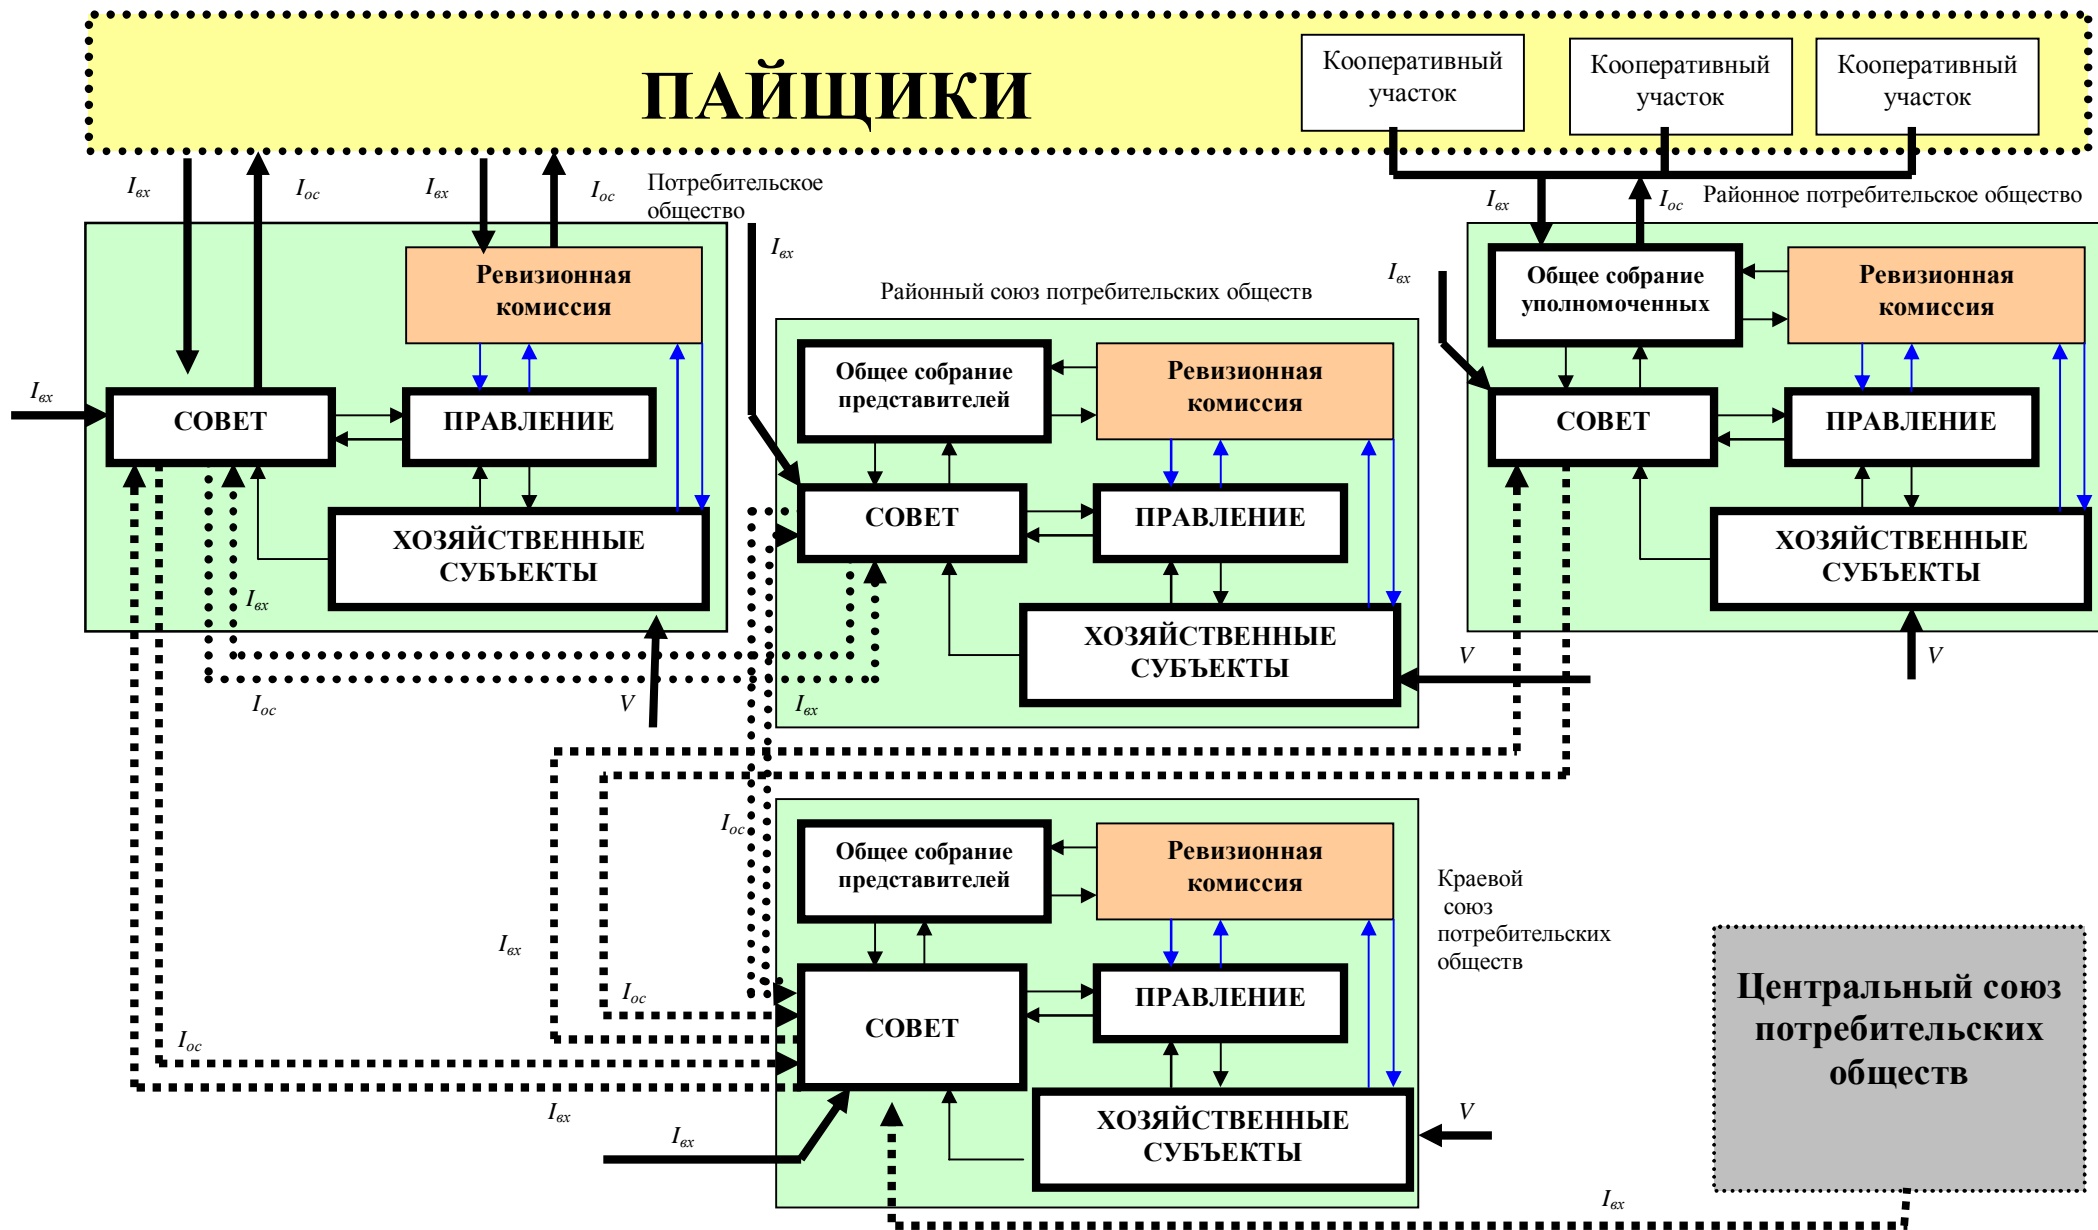 ПАЙЩИКИ
Кооперативный
участок
Кооперативный
участок
Кооперативный
участок
Iвх
Iос
Iвх
Iос
Потребительское
общество
Iвх
Iос
Районное потребительское общество
Iвх
Ревизионная
комиссия
Iвх
СОВЕТ
ПРАВЛЕНИЕ
ХОЗЯЙСТВЕННЫЕ
СУБЪЕКТЫ
Iвх
Iос
V
Районный союз потребительских обществ
Общее собрание
представителей
Ревизионная
комиссия
СОВЕТ
ПРАВЛЕНИЕ
ХОЗЯЙСТВЕННЫЕ
СУБЪЕКТЫ
Iвх
V
Iвх
Общее собрание
уполномоченных
Ревизионная
комиссия
СОВЕТ
ПРАВЛЕНИЕ
ХОЗЯЙСТВЕННЫЕ
СУБЪЕКТЫ
V
Iос
Общее собрание
представителей
Ревизионная
комиссия
Краевой
союз
потребительских
обществ
Iвх
Iос
СОВЕТ
ПРАВЛЕНИЕ
Iос
Iвх
Iвх
ХОЗЯЙСТВЕННЫЕ
СУБЪЕКТЫ
V
Центральный союз
потребительских
обществ
Iвх